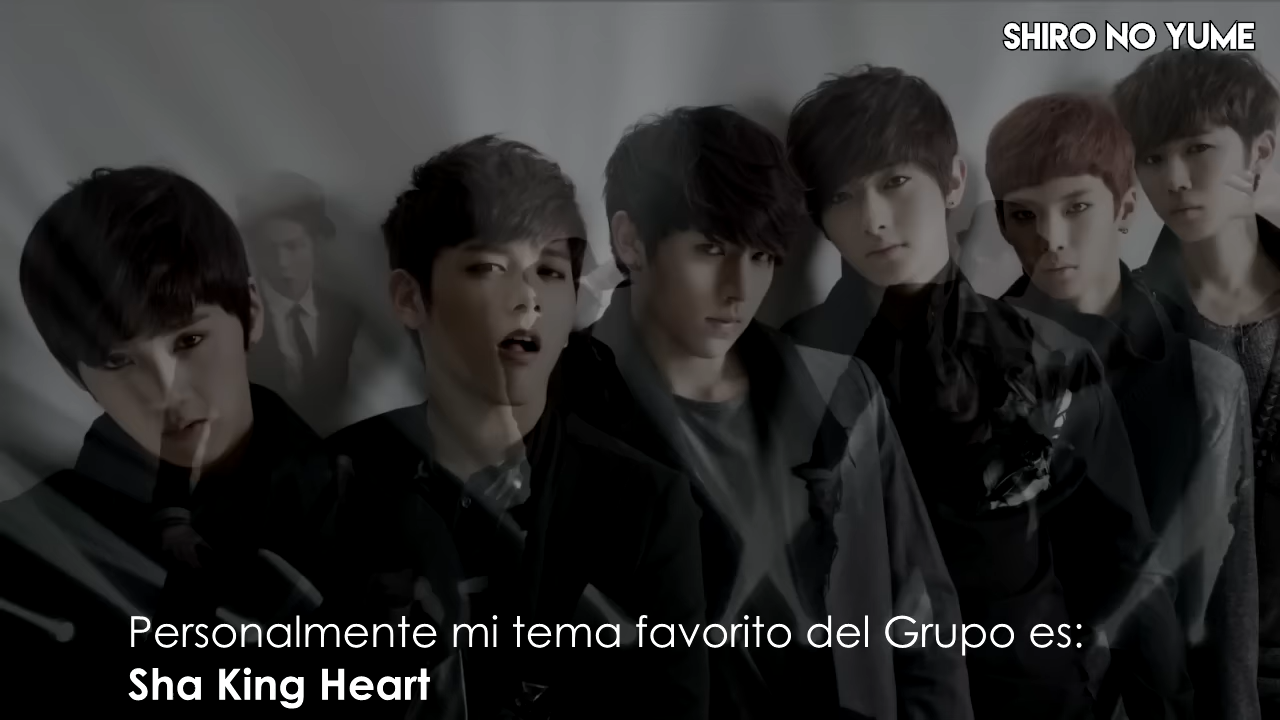 SHIRO NO YUME
Personalmente mi tema favorito del Grupo es:
Sha King Heart